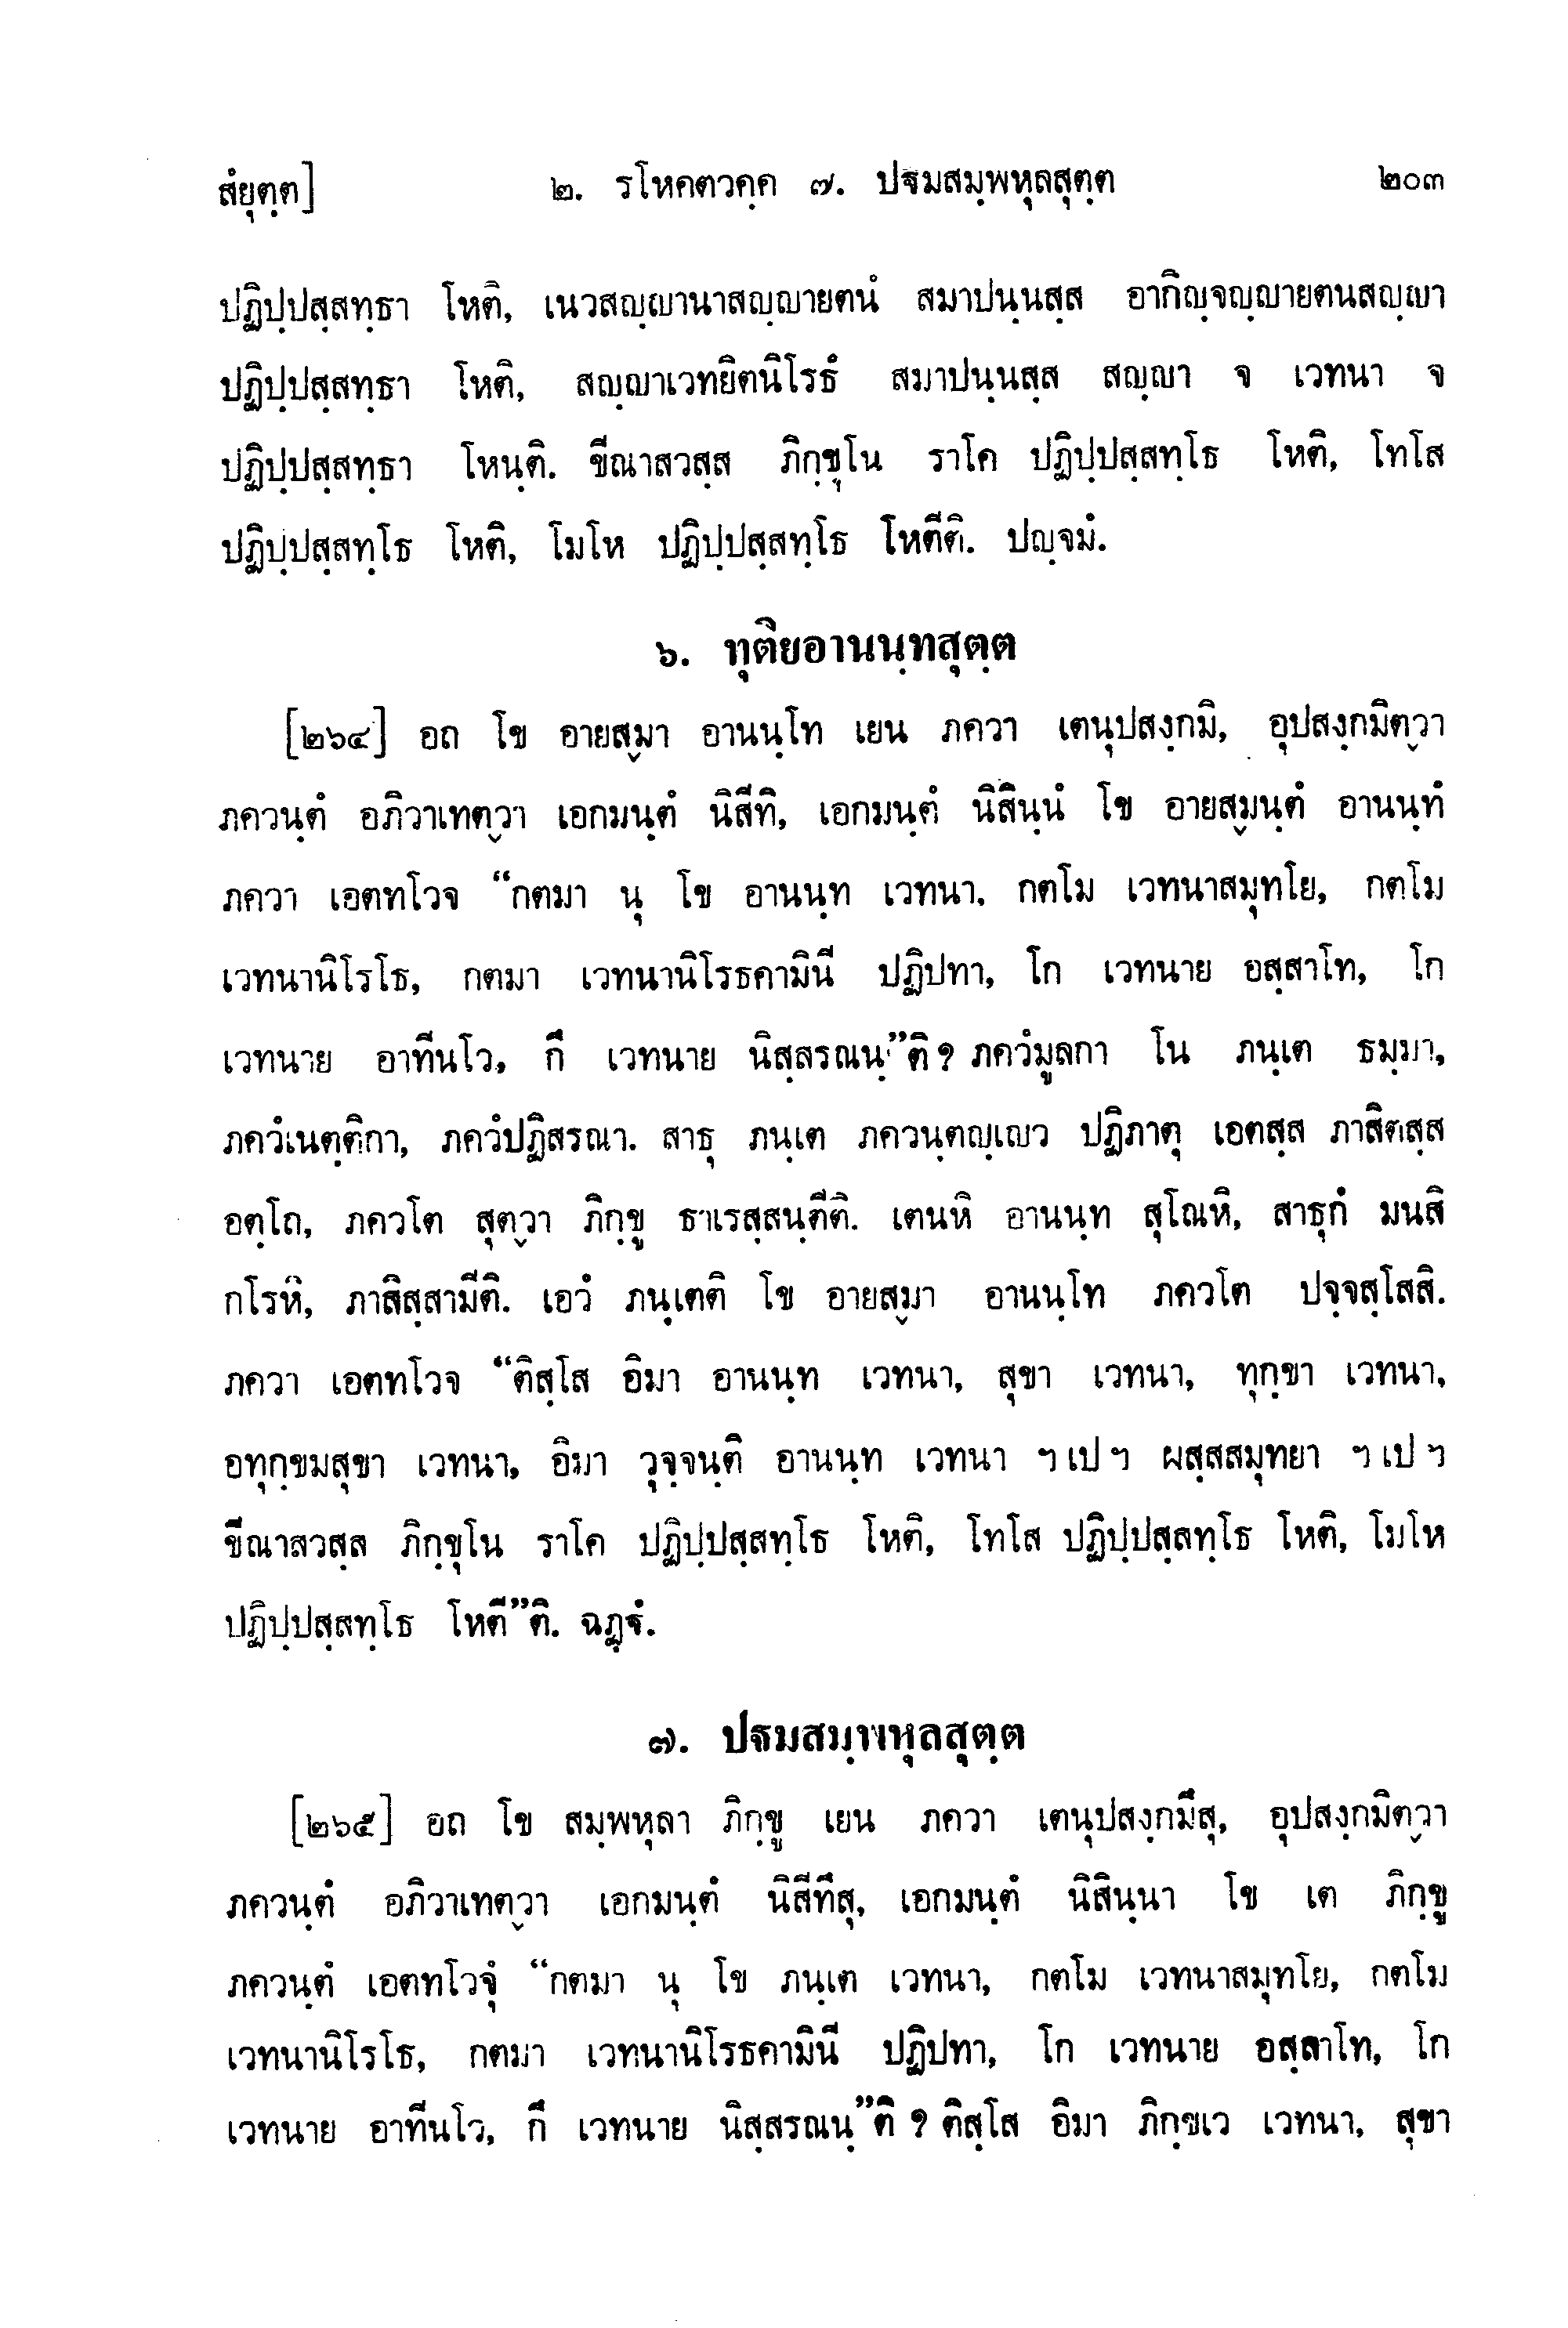 สํยุตฺต] ๒. รโหคตวคฺค ๗. ปฐมสมฺพหุลสุตฺต ๒๐๓
ปฏิปฺปสฺสทฺธา โหติ, เนวสญฺญานาสญฺญายตนํ สมาปนฺนสฺส อากิญฺจญฺญายตนสญฺญา
ปฏิปฺปสฺสทฺธา โหติ, สญฺญาเวทยิตนิโรธํ สมาปนฺนสฺส สญฺญา จ เวทนา จ
ปฏิปฺปสฺสทฺธา โหนฺติ. ขีณาสวสฺส ภิกฺขุโน ราโค ปฏิปฺปสฺสทฺโธ โหติ, โทโส
ปฏิปฺปสฺสทฺโธ โหติ, โมโห ปฏิปฺปสฺสทฺโธ โหตีติ. ปญฺจมํ.
๖. ทุติยอานนฺทสุตฺต
[๒๖๔] อถ โข อายสฺมา อานนฺโท เยน ภควา เตนุปสงฺกมิ, อุปสงฺกมิตฺวา
ภควนฺตํ อภิวาเทตฺวา เอกมนฺตํ นิสีทิ, เอกมนฺตํ นิสินฺนํ โข อายสฺมนฺตํ อานนฺทํ
ภควา เอตทโวจ “กตมา นุ โข อานนฺท เวทนา, กตโม เวทนาสมุทโย, กตโม
เวทนานิโรโธ, กตมา เวทนานิโรธคามินี ปฏิปทา, โก เวทนาย อสฺสาโท, โก
เวทนาย อาทีนโว, กึ เวทนาย นิสฺสรณนฺ”ติ ? ภควํมูลกา โน ภนฺเต ธมฺมา,
ภควํเนตฺติกา, ภควํปฏิสรณา. สาธุ ภนฺเต ภควนฺตญฺเญว ปฏิภาตุ เอตสฺส ภาสิตสฺส
อตฺโถ, ภควโต สุตฺวา ภิกฺขู ธาเรสฺสนฺตีติ. เตนหิ อานนฺท สุโณหิ, สาธุกํ มนสิ
กโรหิ, ภาสิสฺสามีติ. เอวํ ภนฺเตติ โข อายสฺมา อานนฺโท ภควโต ปจฺจสฺโสสิ.
ภควา เอตทโวจ “ติสฺโส อิมา อานนฺท เวทนา, สุขา เวทนา, ทุกฺขา เวทนา,
อทุกฺขมสุขา เวทนา, อิมา วุจฺจนฺติ อานนฺท เวทนา ฯ เป ฯ ผสฺสสมุทยา ฯ เป ฯ
ขีณาสวสฺส ภิกฺขุโน ราโค ปฏิปฺปสฺสทฺโธ โหติ, โทโส ปฏิปฺปสฺสทฺโธ โหติ, โมโห
ปฏิปฺปสฺสทฺโธ โหตี”ติ. ฉฏฺฐํ.
๗. ปฐมสมฺพหุลสุตฺต
[๒๖๕] อถ โข สมฺพหุลา ภิกฺขู เยน ภควา เตนุปสงฺกมึสุ, อุปสงฺกมิตฺวา
ภควนฺตํ อภิวาเทตฺวา เอกมนฺตํ นิสีทึสุ, เอกมนฺตํ นิสินฺนา โข เต ภิกฺขู
ภควนฺตํ เอตทโวจุํ “กตมา นุ โข ภนฺเต เวทนา, กตโม เวทนาสมุทโย, กตโม
เวทนานิโรโธ, กตมา เวทนานิโรธคามินี ปฏิปทา, โก เวทนาย อสฺสาโท, โก
เวทนาย อาทีนโว, กึ เวทนาย นิสฺสรณนฺ”ติ ? ติสฺโส อิมา ภิกฺขเว เวทนา, สุขา